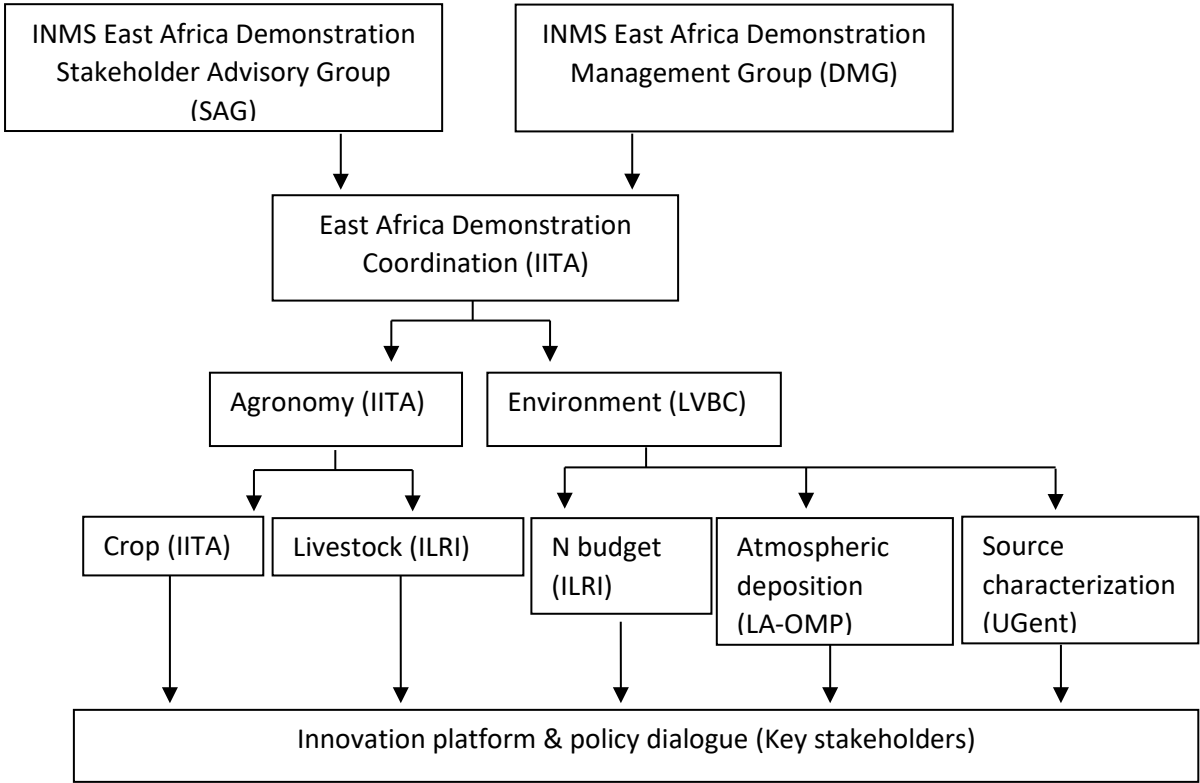 INMS East Africa Demonstration
Stakeholder Advisory Group
(SAG)
INMS East Africa Demonstration
Management Group (DMG)
East Africa Demonstration
Coordination (IITA)
Agronomy (IITA)
Environment (LVBC)
Crop (IITA)
Livestock (ILRI)
N budget
(ILRI)
Atmospheric
deposition
(LA-OMP)
Source
characterization
(UGent)
Innovation platform & policy dialogue (Key stakeholders)